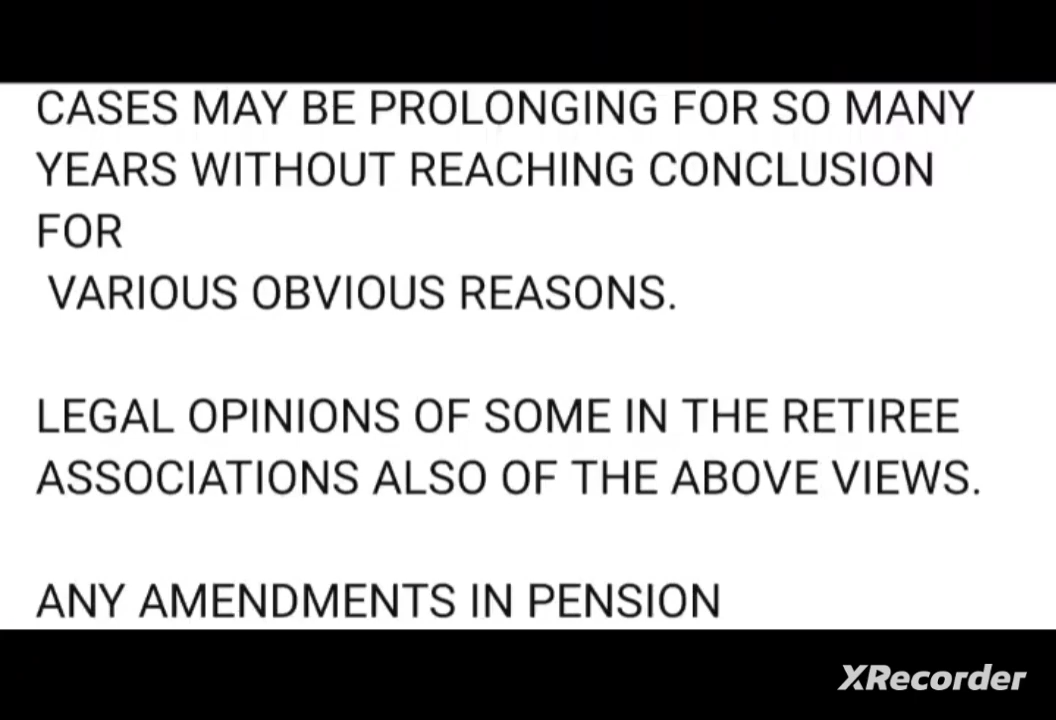 CASES MAY BE PROLONGING FOR SO MANY
YEARS WITHOUT REACHING CONCLUSION
FOR
VARIOUS OBVIOUS REASONS.
LEGAL OPINIONS OF SOME IN THE RETIREE
ASSOCIATIONS ALSO OF THE ABOVE VIEWS.
ANY AMENDMENTS IN PENSION
XRecorder